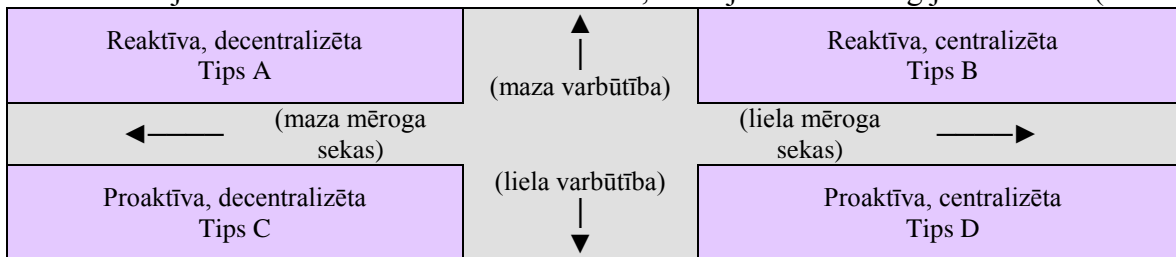 Reaktīva, decentralizēta
Tips A
(maza varbūtība)
Reaktīva, centralizēta
Tips B
(maza mēroga
sekas)
(liela mēroga
sekas)
Proaktīva, decentralizēta
Tips C
(liela varbūtība)
Proaktīva, centralizēta
Tips D